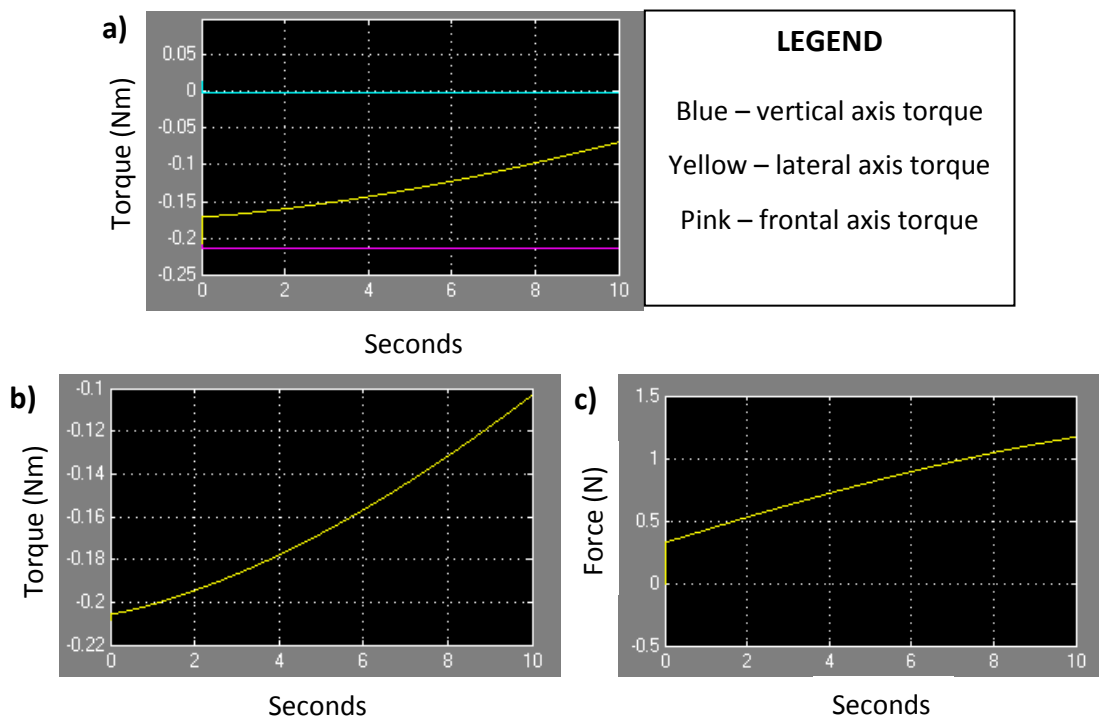 a)
Torque (Nm)
0.05
0
-0.05
-0.1
-0.15
-0.2
-0.25
0 2 4 6 8 10
Seconds
LEGEND
Blue – vertical axis torque
Yellow – lateral axis torque
Pink – frontal axis torque
b)
Torque (Nm)
-0.1
-0.12
-0.14
-0.16
-0.18
-0.2
-0.22
0 2 4 6 8 10
Seconds
c)
Force (N)
1.5
1
0.5
0
-0.5
0 2 4 6 8 10
Seconds